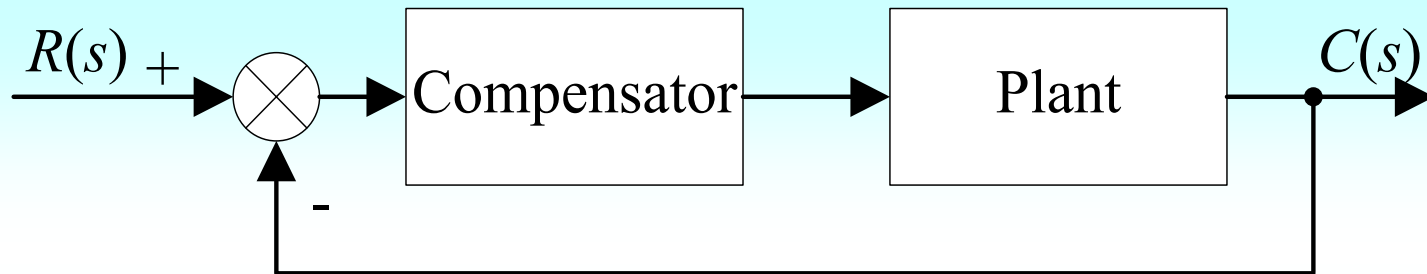 R(s) +
Compensator
Plant
C(s)
-